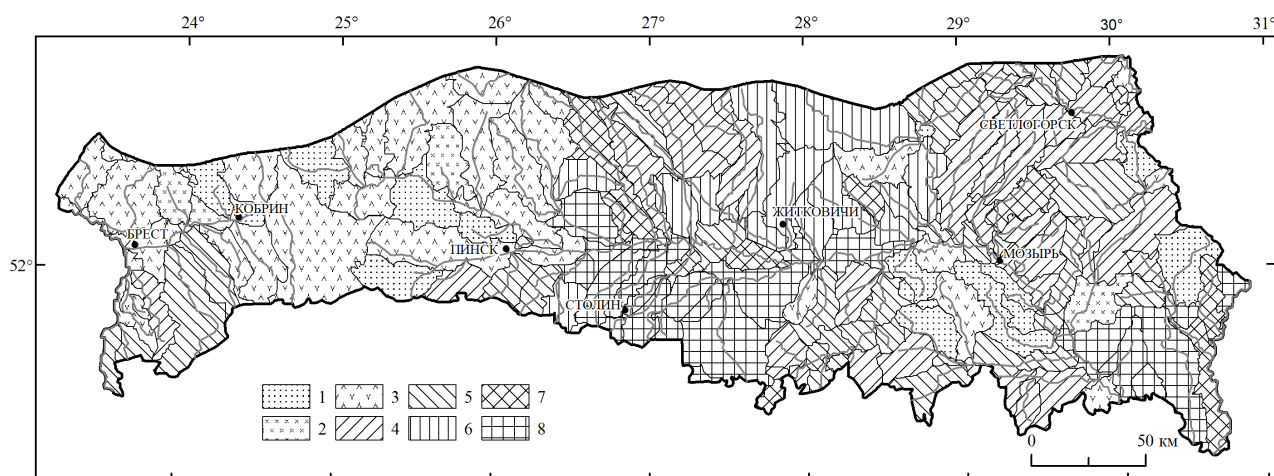 24° 25° 26° 27° 28° 29° 30° 31°
СВЕТЛОГОРСК
КОБРИН
ЖИТКОВИЧИ
БРЕСТ
ПИНСК
МОЗЫРЬ
52°
СТОЛИН
1 3 5 7
2 4 6 8
0 50 км